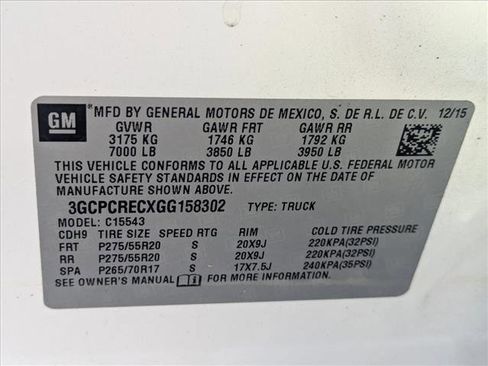 GM ®MFD BY GENERAL MOTORS DE MEXICO, S. DE R.L. DE C.V. 12/15
GVWR GAWR FRT GAWR RR
3175 KG 1746 KG 1792 KG
7000 LB 3850 LB 3950 LB
THIS VEHICLE CONFORMS TO ALL APPLICABLE U.S. FEDERAL MOTOR
VEHICLE SAFETY STANDARDS IN EFFECT ON THE DATE OF
MANUFACTURE SHOWN ABOVE.
3GCPCRECXGG158302 TYPE: TRUCK
MODEL: C15543
CDH9 TIRE SIZE SPEED RTG RIM COLD TIRE PRESSURE
FRT P275/55R20 S 20X9J 220KPA(32PSI)
RR P275/55R20 S 20X9J 220KPA(32PSI)
SPA P265/70R17 S 17X7.5J 240KPA(35PSI)
SEE OWNER'S MANUAL FOR MORE INFORMATION.